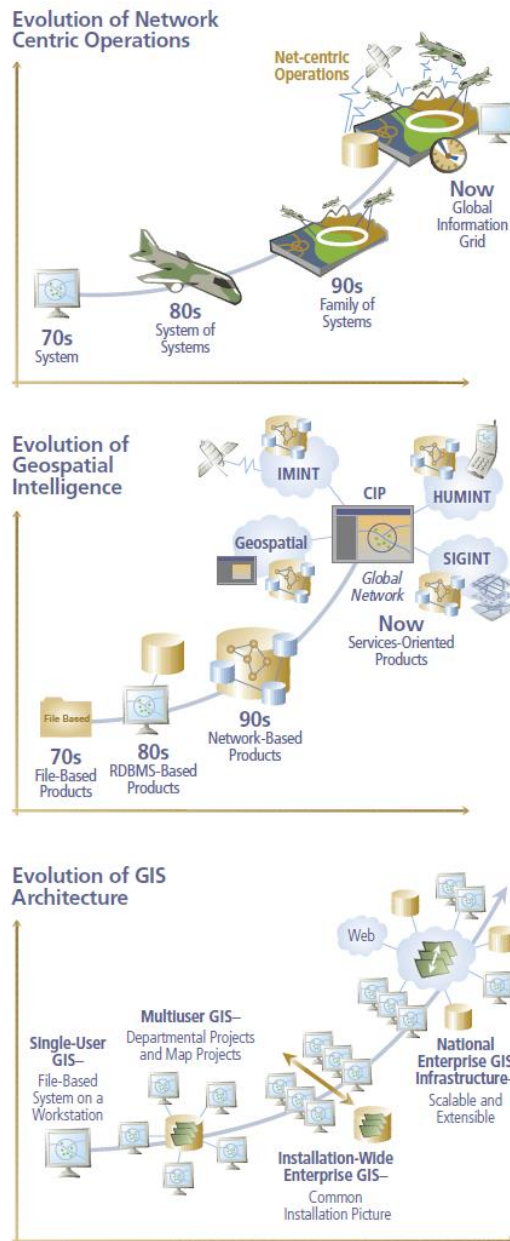 Evolution of Network
Centric Operations
Net-centric
Operations
Now
Global
Information
Grid
90s
Family of
Systems
80s
System of
Systems
70s
System
Evolution of
Geospatial
Intelligence
IMINT
CIP
HUMINT
Geospatial
SIGINT
Global
Network
Now
Services-Oriented
Products
90s
Network-Based
Products
File Based
80s
RDBMS-Based
Products
70s
File-Based
Products
Evolution of GIS
Architecture
Web
Multiuser GIS–
Departmental Projects
and Map Projects
Single-User
GIS–
File-Based
System on a
Workstation
National
Enterprise GIS
Infrastructure–
Scalable and
Extensible
Installation-Wide
Enterprise GIS–
Common
Installation Picture